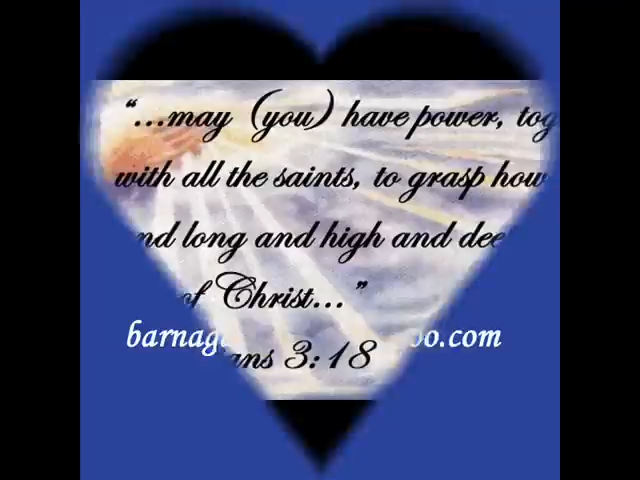 “...may (you) have power, tog
with all the saints, to grasp how
nd long and high and dee
of Christ...”
barnag oo.com
ans 3:18